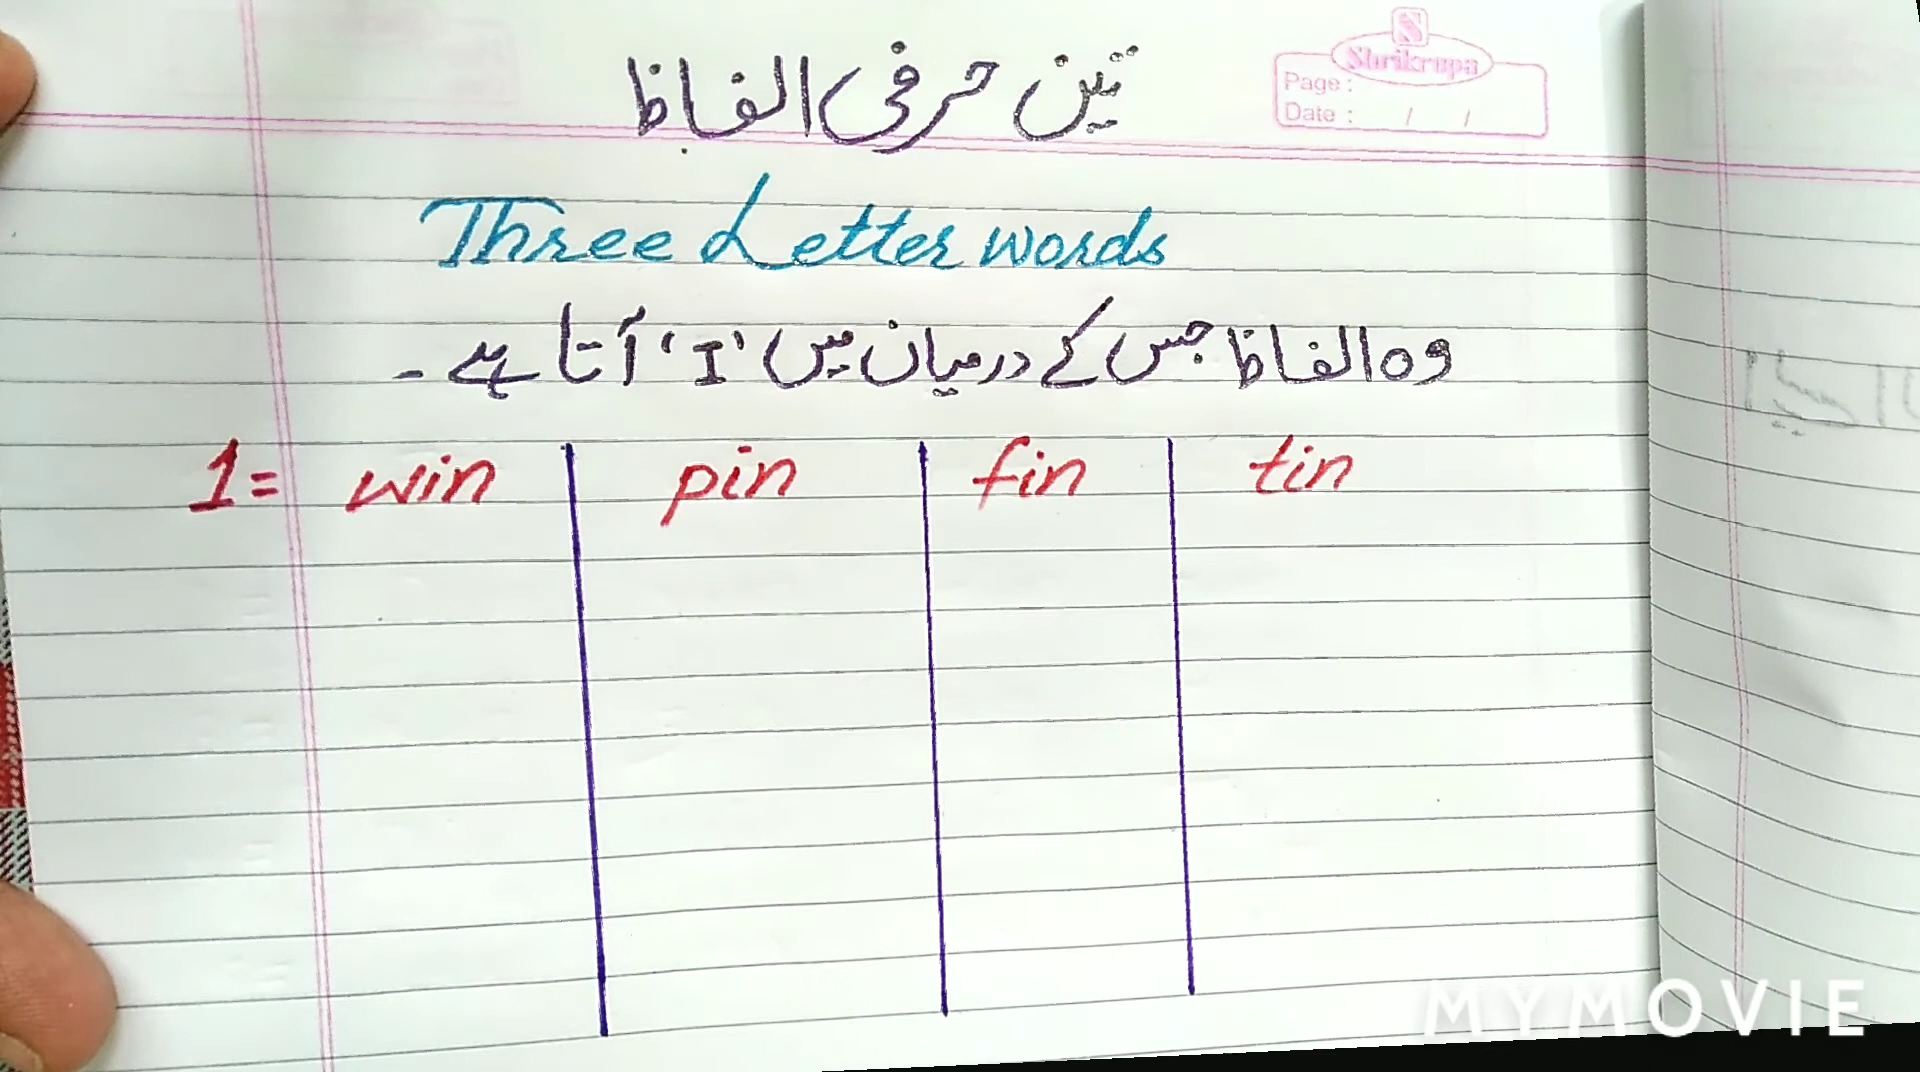 S
Shrikrupa
Page :
Date : / /
تین حرفی الفاظ
Three Letter words
وہ الفاظ جس کے درمیان میں 'I' آتا ہے ۔
1= win pin fin tin
MYMOVIE